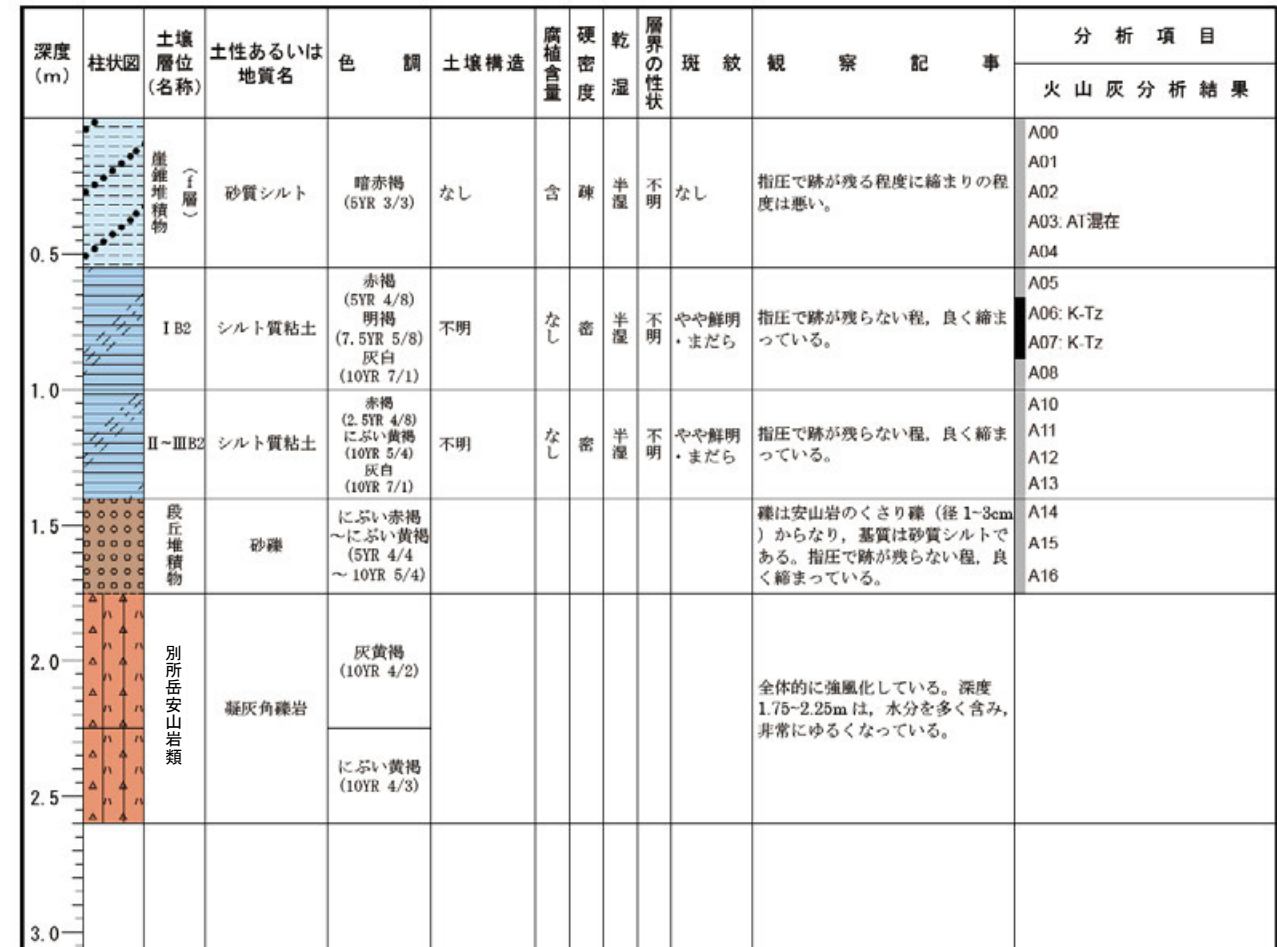 深度
（m）
柱状図
土壌
層位
（名称）
土性あるいは
地質名
色 調
土壌構造
腐植含量
硬密度
乾湿
層界の性状
斑 紋
観 察 記 事
分 析 項 目
火 山 灰 分 析 結 果
崖錐堆積物
（f層）
砂質シルト
暗赤褐
(5YR 3/3)
なし
含
疎
半湿
不明
なし
指圧で跡が残る程度に締まりの程
度は悪い。
A00
A01
A02
A03: AT混在
A04
0.5
ⅠB2
シルト質粘土
赤褐
(5YR 4/8)
明褐
(7.5YR 5/8)
灰白
(10YR 7/1)
不明
なし
密
半湿
不明
やや鮮明
・まだら
指圧で跡が残らない程，良く締ま
っている。
A05
A06: K-Tz
A07: K-Tz
A08
1.0
Ⅱ~ⅢB2
シルト質粘土
赤褐
(2.5YR 4/8)
にぶい黄褐
(10YR 5/4)
灰白
(10YR 7/1)
不明
なし
密
半湿
不明
やや鮮明
・まだら
指圧で跡が残らない程，良く締ま
っている。
A10
A11
A12
A13
1.5
段丘堆積物
砂礫
にぶい赤褐
～にぶい黄褐
(5YR 4/4
～ 10YR 5/4)
礫は安山岩のくさり礫（径 1~3cm
）からなり，基質は砂質シルトで
ある。指圧で跡が残らない程，良
く締まっている。
A14
A15
A16
2.0
別所岳安山岩類
凝灰角礫岩
灰黄褐
(10YR 4/2)
にぶい黄褐
(10YR 4/3)
全体的に強風化している。深度
1.75~2.25m は，水分を多く含み，
非常にゆるくなっている。
2.5
3.0